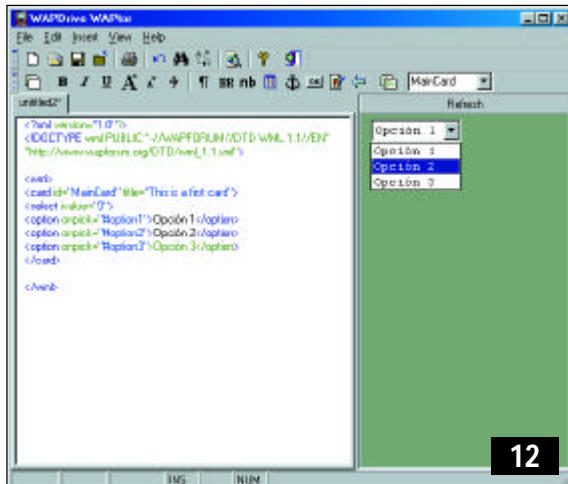 WAPDrive WAPtor
File Edit Insert View Help
B I U A
¶ BR nb
MainCard
untitled2*
Refresh
<?xml version="1.0"?>
<!DOCTYPE wml PUBLIC "-//WAPFORUM//DTD WML 1.1//EN"
"http://www.wapforum.org/DTD/wml_1.1.xml">
<wml>
<card id="MainCard" title="This is a first card">
<select ivalue="0">
<option onpick="#option1">Opción 1</option>
<option onpick="#option2">Opción 2</option>
<option onpick="#option3">Opción 3</option>
</card>
</wml>
Opción 1
Opción 1
Opción 2
Opción 3
INS NUM
12